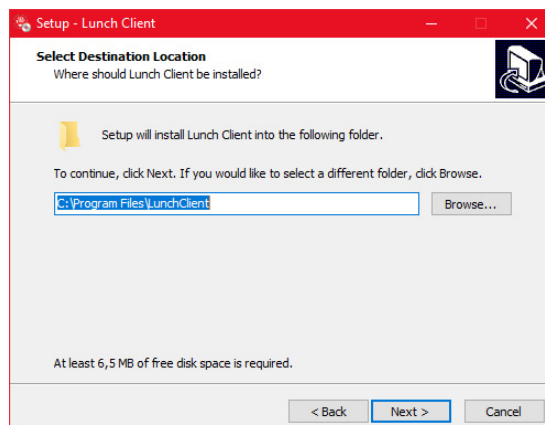 Setup - Lunch Client
Select Destination Location
Where should Lunch Client be installed?
Setup will install Lunch Client into the following folder.
To continue, click Next. If you would like to select a different folder, click Browse.
C:\Program Files\LunchClient
Browse...
At least 6,5 MB of free disk space is required.
< Back
Next >
Cancel